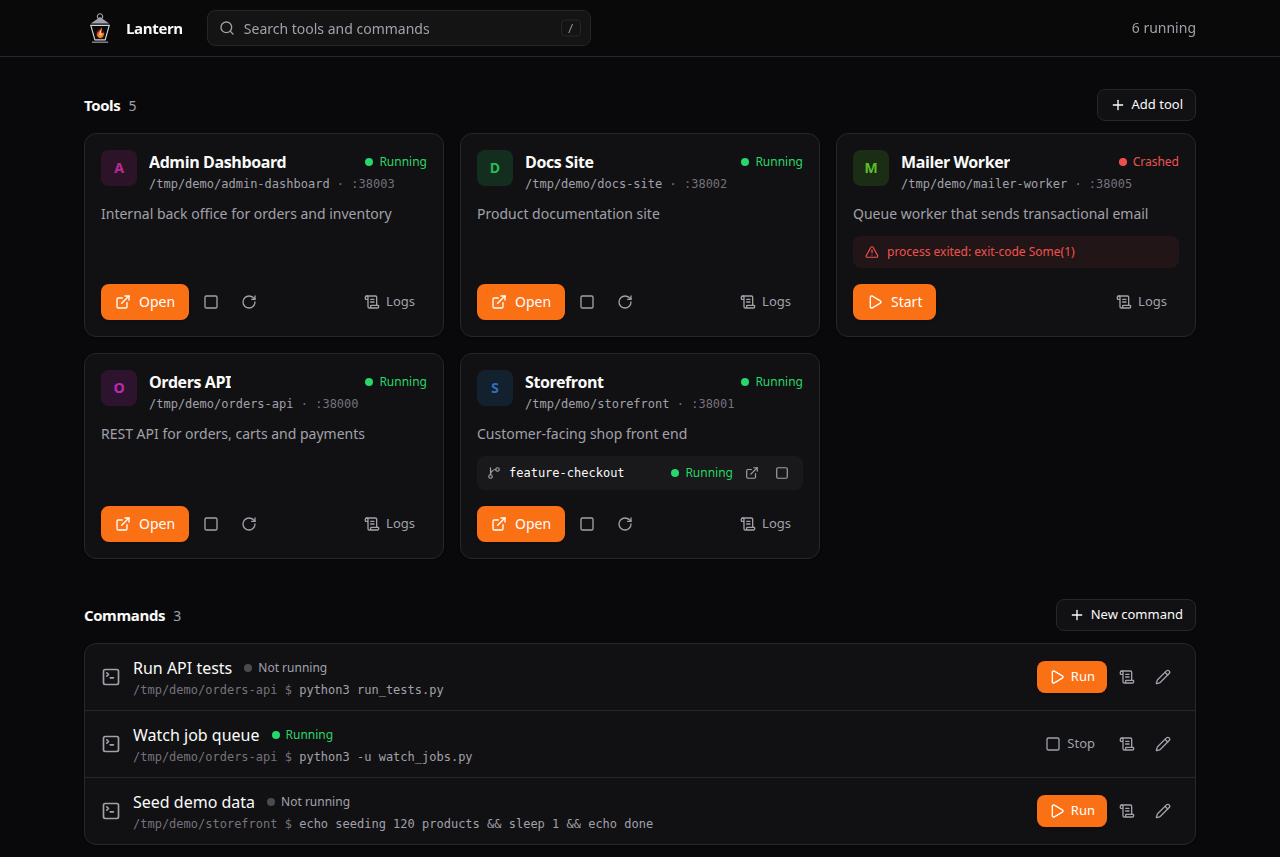 Lantern
Search tools and commands /
6 running
Tools 5
Add tool
A Admin Dashboard Running
/tmp/demo/admin-dashboard · :38003
Internal back office for orders and inventory
Open Logs
D Docs Site Running
/tmp/demo/docs-site · :38002
Product documentation site
Open Logs
M Mailer Worker Crashed
/tmp/demo/mailer-worker · :38005
Queue worker that sends transactional email
process exited: exit-code Some(1)
Start Logs
O Orders API Running
/tmp/demo/orders-api · :38000
REST API for orders, carts and payments
Open Logs
S Storefront Running
/tmp/demo/storefront · :38001
Customer-facing shop front end
feature-checkout Running
Open Logs
Commands 3
New command
Run API tests Not running
/tmp/demo/orders-api $ python3 run_tests.py
Run
Watch job queue Running
/tmp/demo/orders-api $ python3 -u watch_jobs.py
Stop
Seed demo data Not running
/tmp/demo/storefront $ echo seeding 120 products && sleep 1 && echo done
Run